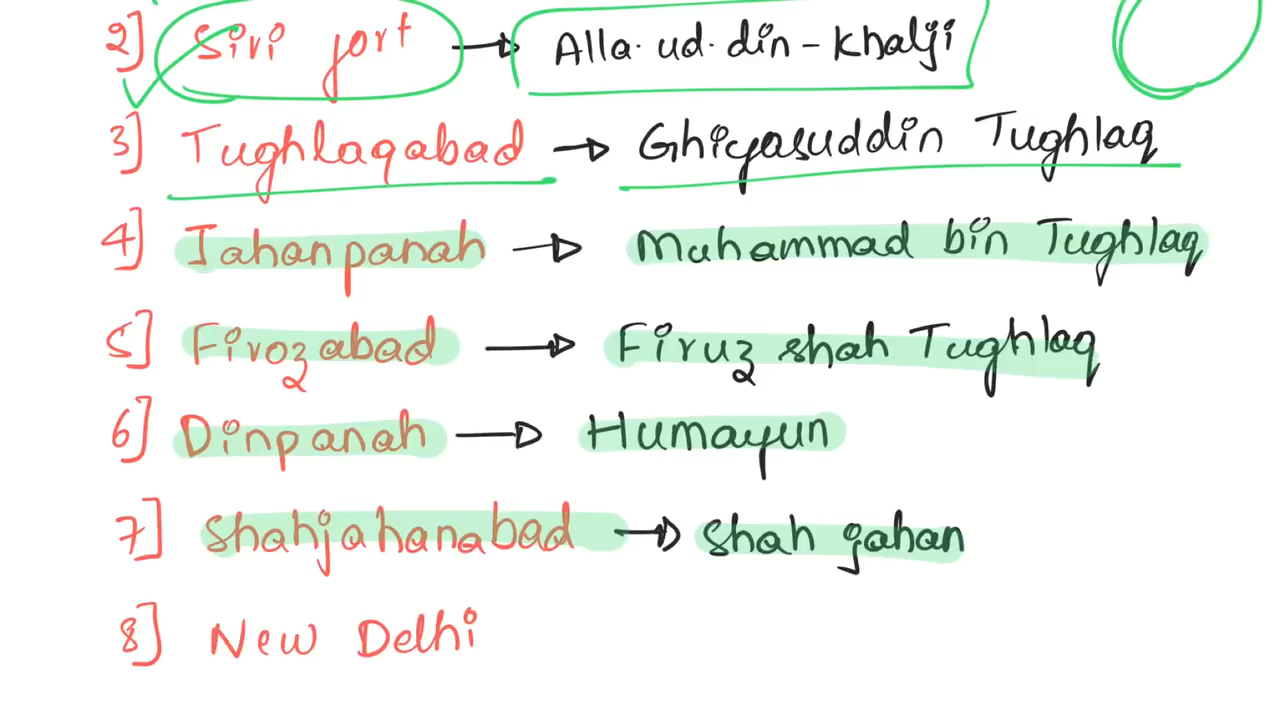 2] Siri fort → Alla.ud.din-Khalji
3] Tughlaqabad → Ghiyasuddin Tughlaq
4] Jahanpanah → Muhammad bin Tughlaq
5] Firozabad → Firuz shah Tughlaq
6] Dinpanah → Humayun
7] Shahjahanabad → Shah gahan
8] New Delhi